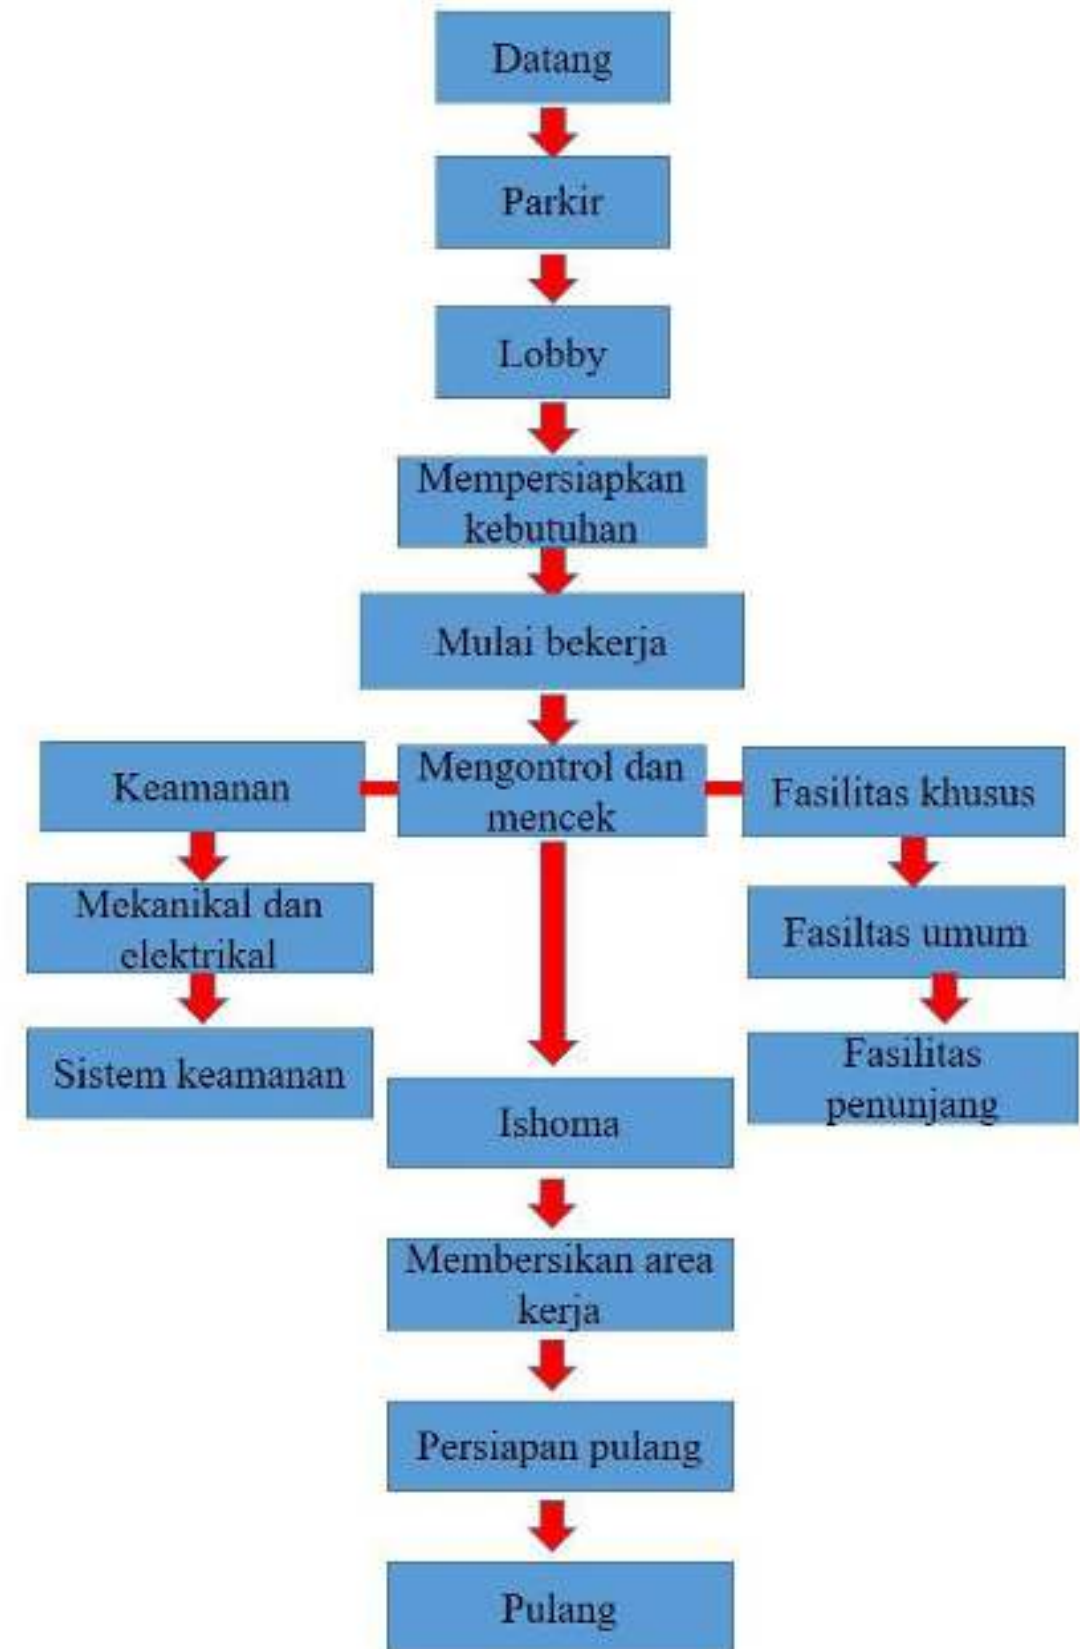 Datang
Parkir
Lobby
Mempersiapkan
kebutuhan
Mulai bekerja
Keamanan
Mengontrol dan
mencek
Fasilitas khusus
Mekanikal dan
elektrikal
Fasiltas umum
Sistem keamanan
Fasilitas
penunjang
Ishoma
Membersikan area
kerja
Persiapan pulang
Pulang